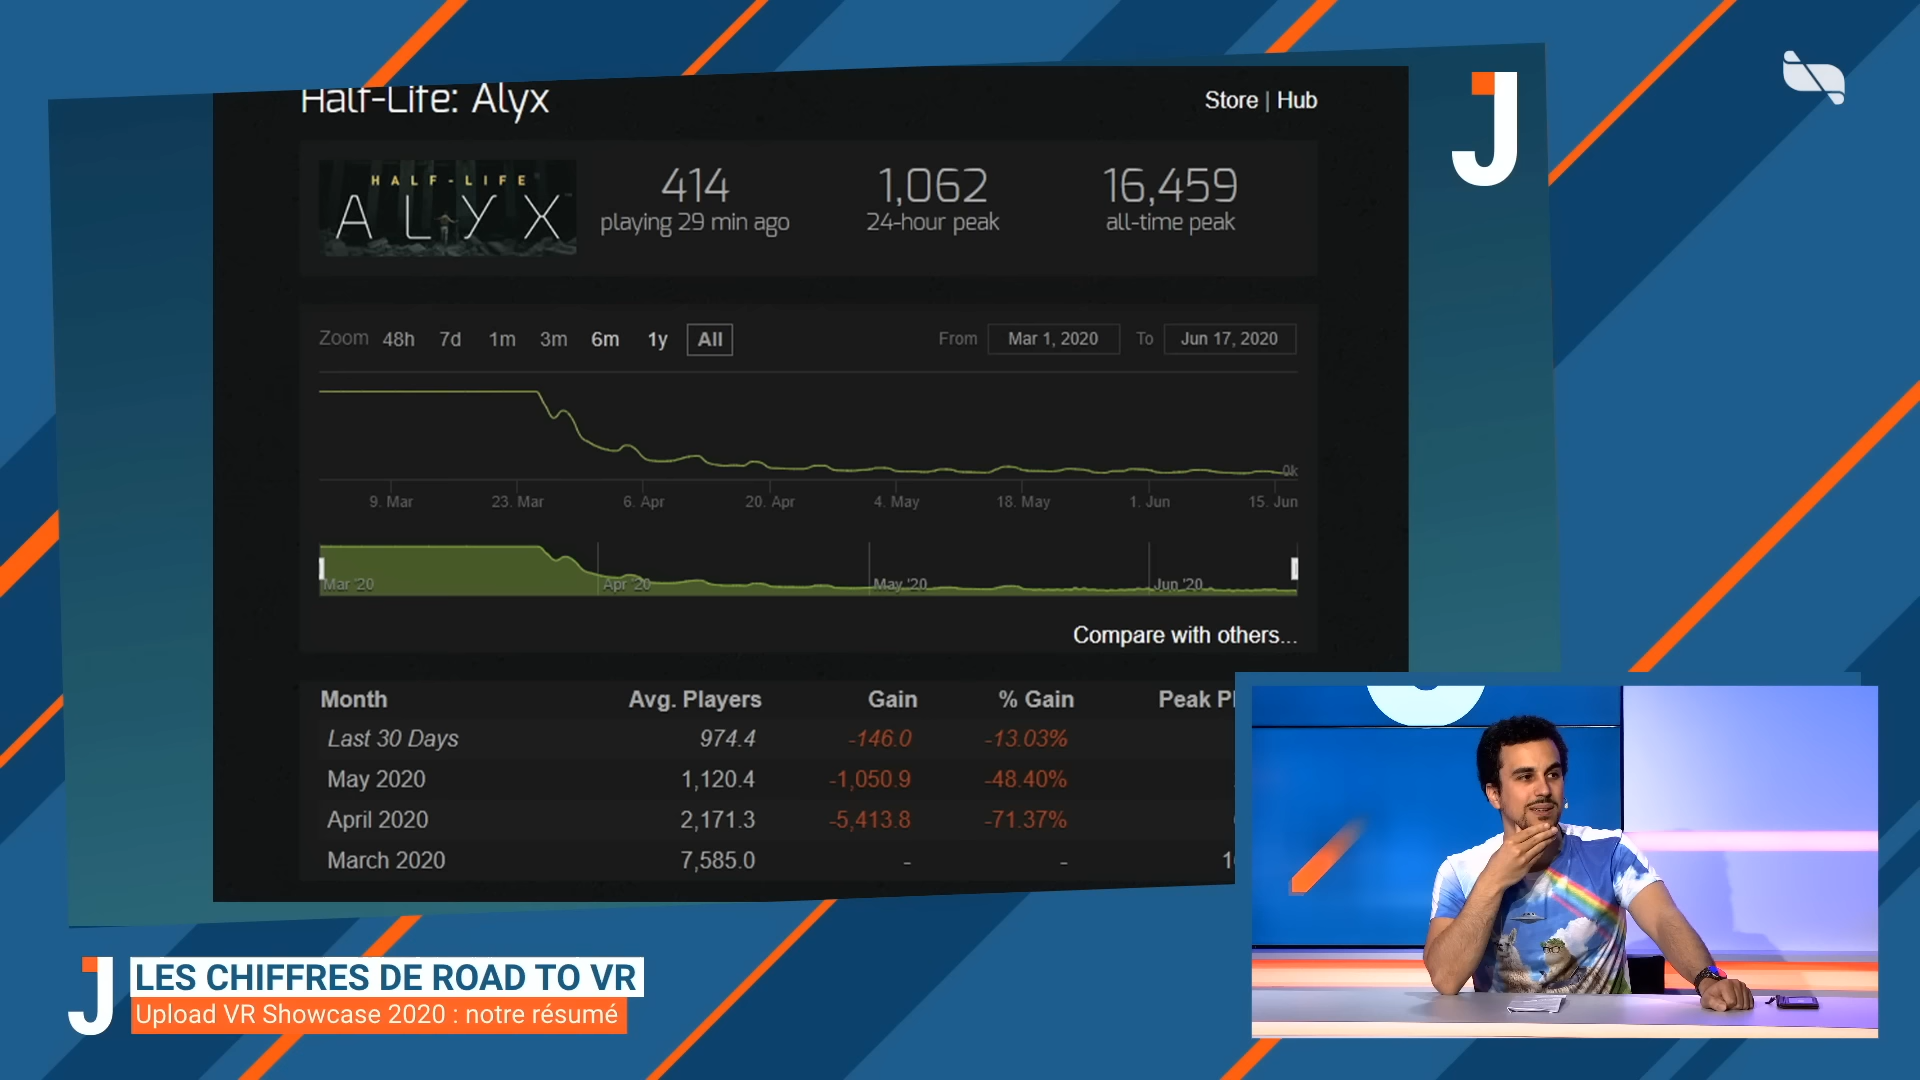 Half-Life: Alyx
Store | Hub
J
HALF-LIFE
ALYX
414
playing 29 min ago
1,062
24-hour peak
16,459
all-time peak
Zoom 48h 7d 1m 3m 6m 1y All
From Mar 1, 2020 To Jun 17, 2020
0k
9. Mar 23. Mar 6. Apr 20. Apr 4. May 18. May 1. Jun 15. Jun
Mar '20 Apr '20 May '20 Jun '20
Compare with others...
Month Avg. Players Gain % Gain Peak
Last 30 Days 974.4 -146.0 -13.03%
May 2020 1,120.4 -1,050.9 -48.40%
April 2020 2,171.3 -5,413.8 -71.37%
March 2020 7,585.0 - -
J
LES CHIFFRES DE ROAD TO VR
Upload VR Showcase 2020 : notre résumé